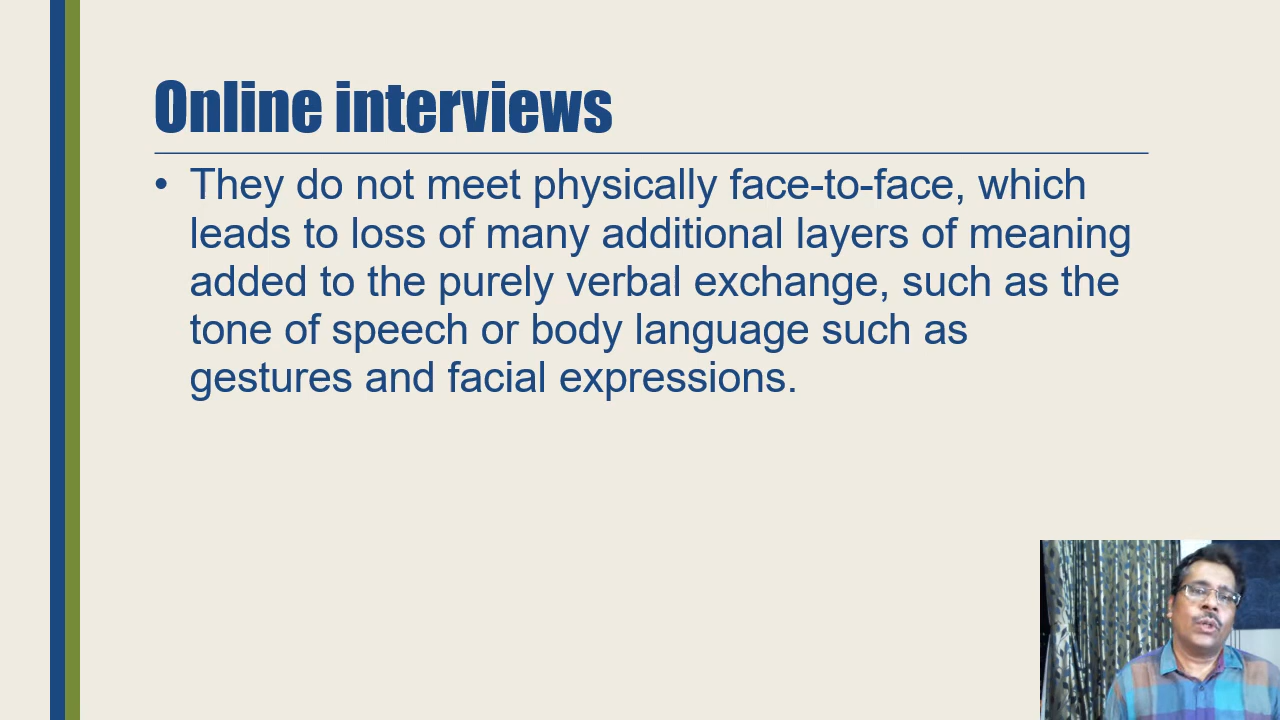 Online interviews
• They do not meet physically face-to-face, which
leads to loss of many additional layers of meaning
added to the purely verbal exchange, such as the
tone of speech or body language such as
gestures and facial expressions.